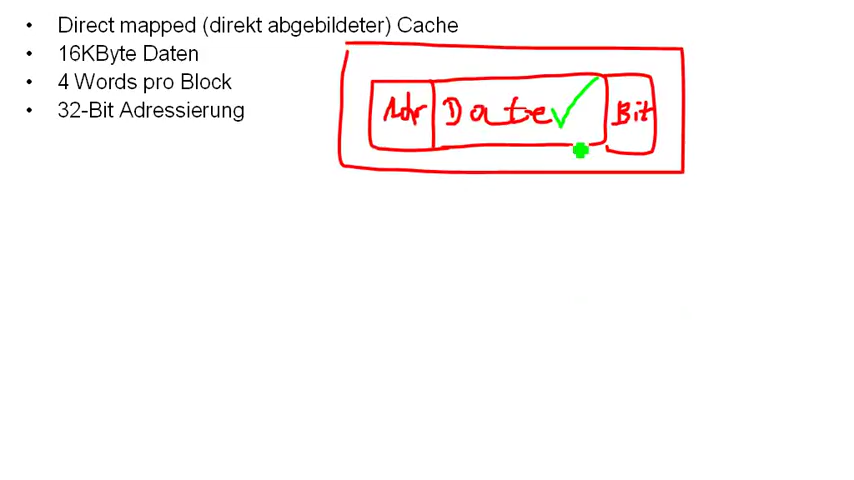 • Direct mapped (direkt abgebildeter) Cache
• 16KByte Daten
• 4 Words pro Block
• 32-Bit Adressierung
Adr Date Bit